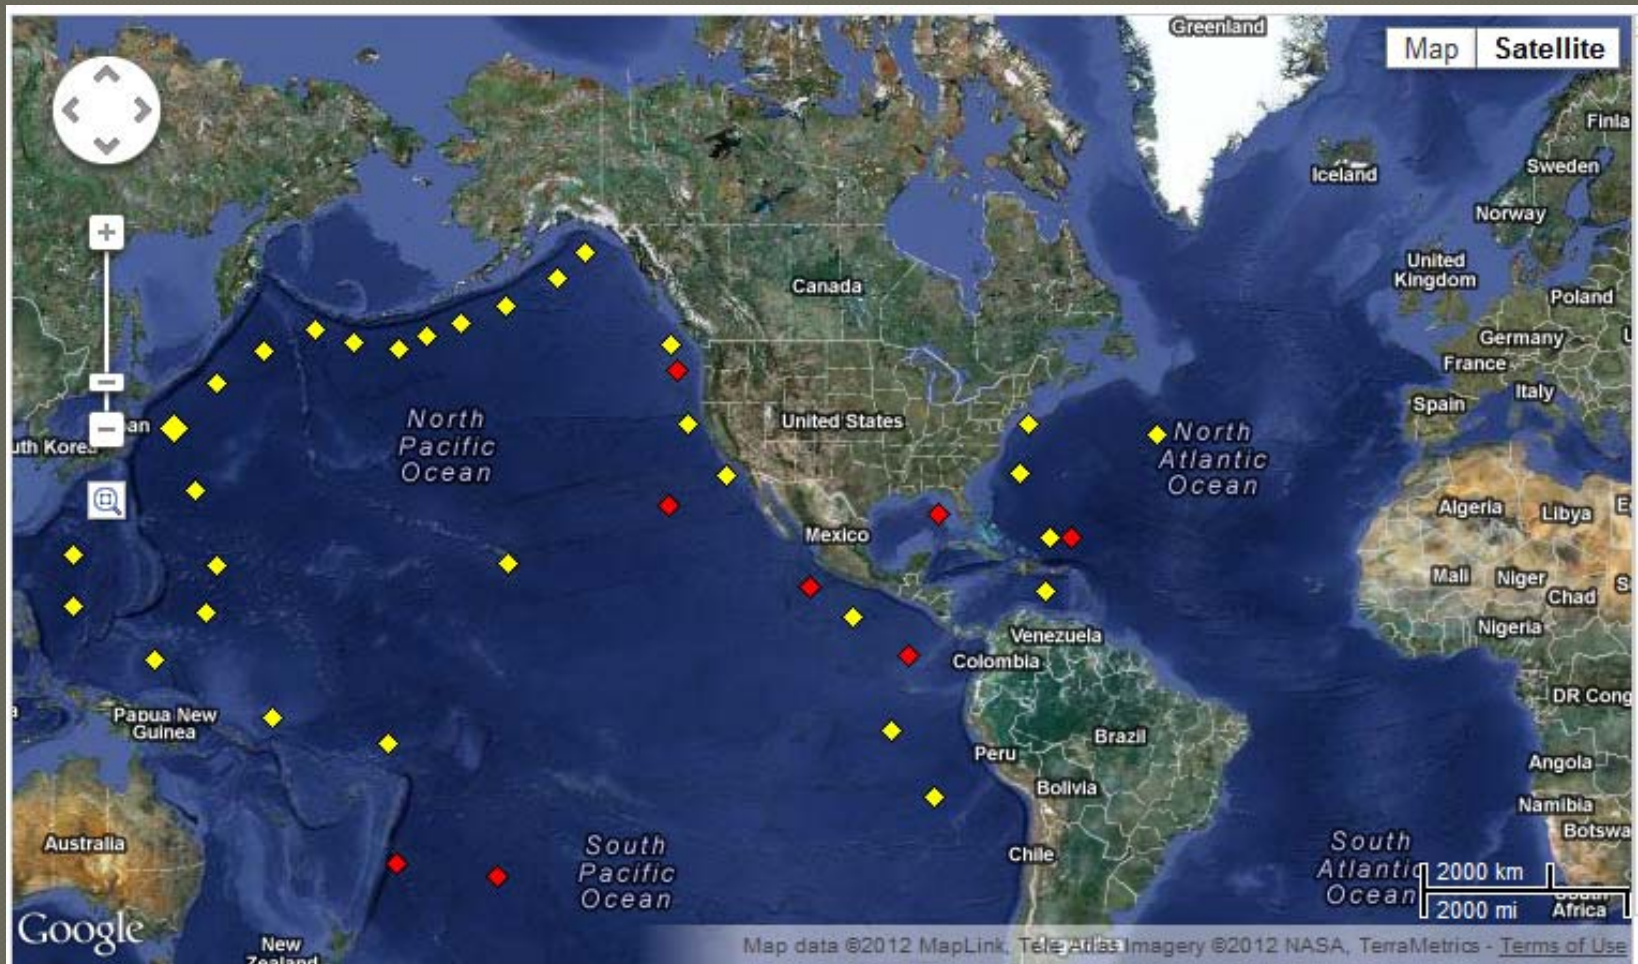 Greenland
Map
Satellite
Finla
Sweden
Iceland
Norway
United
Kingdom
Canada
Poland
Germany
France
Italy
Spain
North
Pacific
Ocean
United States
an
uth Korea
North
Atlantic
Ocean
Algeria
Libya
E
Mexico
Mali
Niger
Chad
S
Nigeria
Venezuela
Colombia
DR Cong
Papua New
Guinea
Brazil
Peru
Angola
Bolivia
Namibia
Botswa
Australia
South
Pacific
Ocean
Chile
South
Atlantic
Ocean
2000 km
2000 mi
South
Africa
Google
New
Zealand
Map data ©2012 MapLink, Tele Atlas Imagery ©2012 NASA, TerraMetrics - Terms of Use